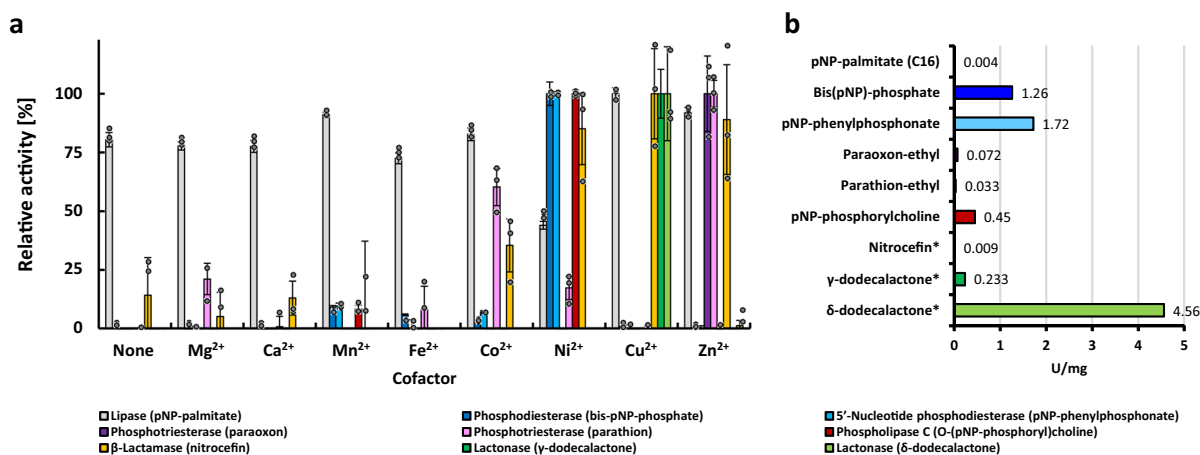 a
b
Relative activity [%]
100
75
50
25
0
None Mg²⁺ Ca²⁺ Mn²⁺ Fe²⁺ Co²⁺ Ni²⁺ Cu²⁺ Zn²⁺
Cofactor
pNP-palmitate (C16) 0.004
Bis(pNP)-phosphate 1.26
pNP-phenylphosphonate 1.72
Paraoxon-ethyl 0.072
Parathion-ethyl 0.033
pNP-phosphorylcholine 0.45
Nitrocefin* 0.009
γ-dodecalactone* 0.233
δ-dodecalactone* 4.56
0 1 2 3 4 5
U/mg
Lipase (pNP-palmitate) Phosphodiesterase (bis-pNP-phosphate) 5’-Nucleotide phosphodiesterase (pNP-phenylphosphonate)
Phosphotriesterase (paraoxon) Phosphotriesterase (parathion) Phospholipase C (O-(pNP-phosphoryl)choline)
β-Lactamase (nitrocefin) Lactonase (γ-dodecalactone) Lactonase (δ-dodecalactone)